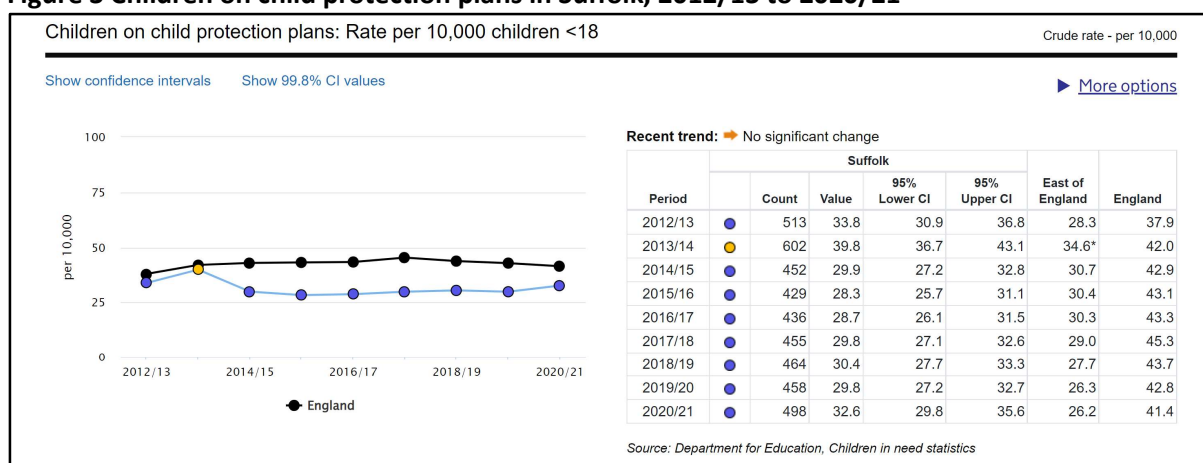 Figure 3 Children on child protection plans in Suffolk, 2012/13 to 2020/21
Children on child protection plans: Rate per 10,000 children <18
Crude rate - per 10,000
Show confidence intervals Show 99.8% CI values
More options
100
75
50
25
0
per 10,000
2012/13 2014/15 2016/17 2018/19 2020/21
England
Recent trend: No significant change
Suffolk
Period Count Value 95% Lower CI 95% Upper CI East of England England
2012/13 513 33.8 30.9 36.8 28.3 37.9
2013/14 602 39.8 36.7 43.1 34.6* 42.0
2014/15 452 29.9 27.2 32.8 30.7 42.9
2015/16 429 28.3 25.7 31.1 30.4 43.1
2016/17 436 28.7 26.1 31.5 30.3 43.3
2017/18 455 29.8 27.1 32.6 29.0 45.3
2018/19 464 30.4 27.7 33.3 27.7 43.7
2019/20 458 29.8 27.2 32.7 26.3 42.8
2020/21 498 32.6 29.8 35.6 26.2 41.4
Source: Department for Education, Children in need statistics